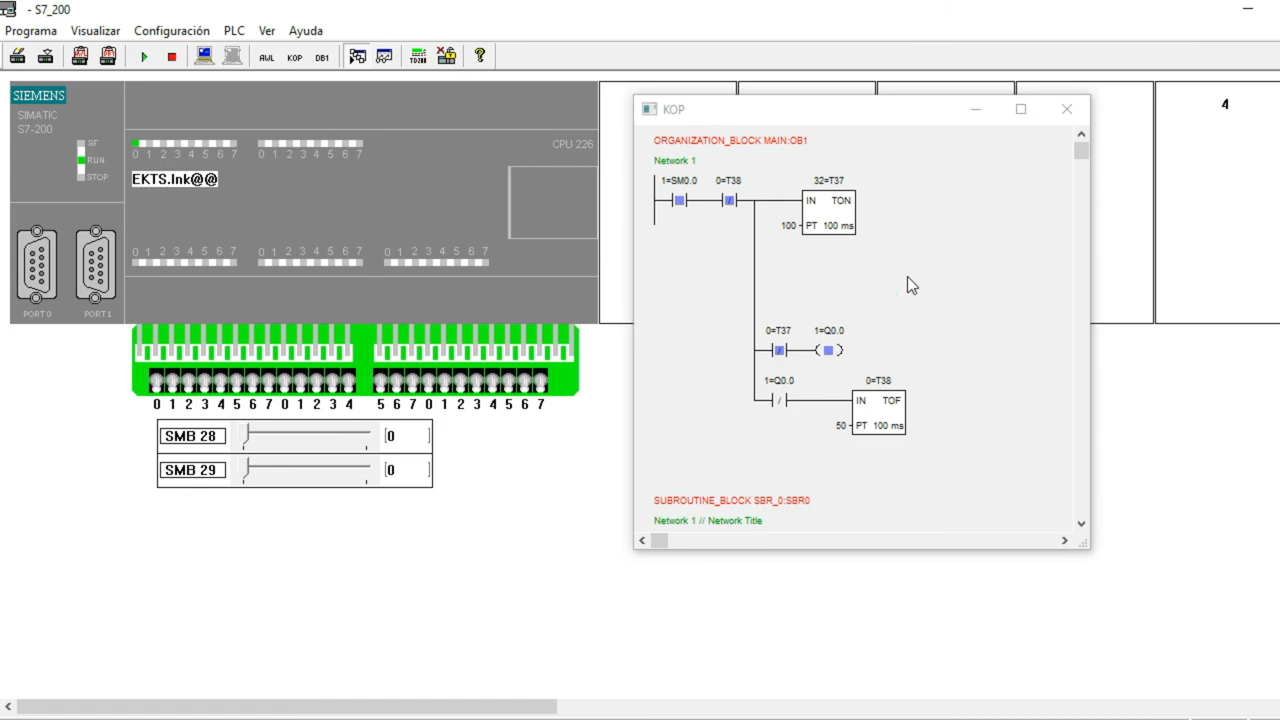 - S7_200
Programa Visualizar Configuración PLC Ver Ayuda
AWL KOP DB1
SIEMENS
SIMATIC
S7-200
SF
RUN
STOP
0 1 2 3 4 5 6 7 0 1 2 3 4 5 6 7
CPU 226
EKTS.lnk@@
0 1 2 3 4 5 6 7 0 1 2 3 4 5 6 7 0 1 2 3 4 5 6 7
PORT 0 PORT 1
0 1 2 3 4 5 6 7 0 1 2 3 4 5 6 7 0 1 2 3 4 5 6 7
SMB 28 [0 ]
SMB 29 [0 ]
4
KOP
ORGANIZATION_BLOCK MAIN:OB1
Network 1
1=SM0.0 0=T38 32=T37
IN TON
100 PT 100 ms
0=T37 1=Q0.0
1=Q0.0 0=T38
IN TOF
50 PT 100 ms
SUBROUTINE_BLOCK SBR_0:SBR0
Network 1 // Network Title